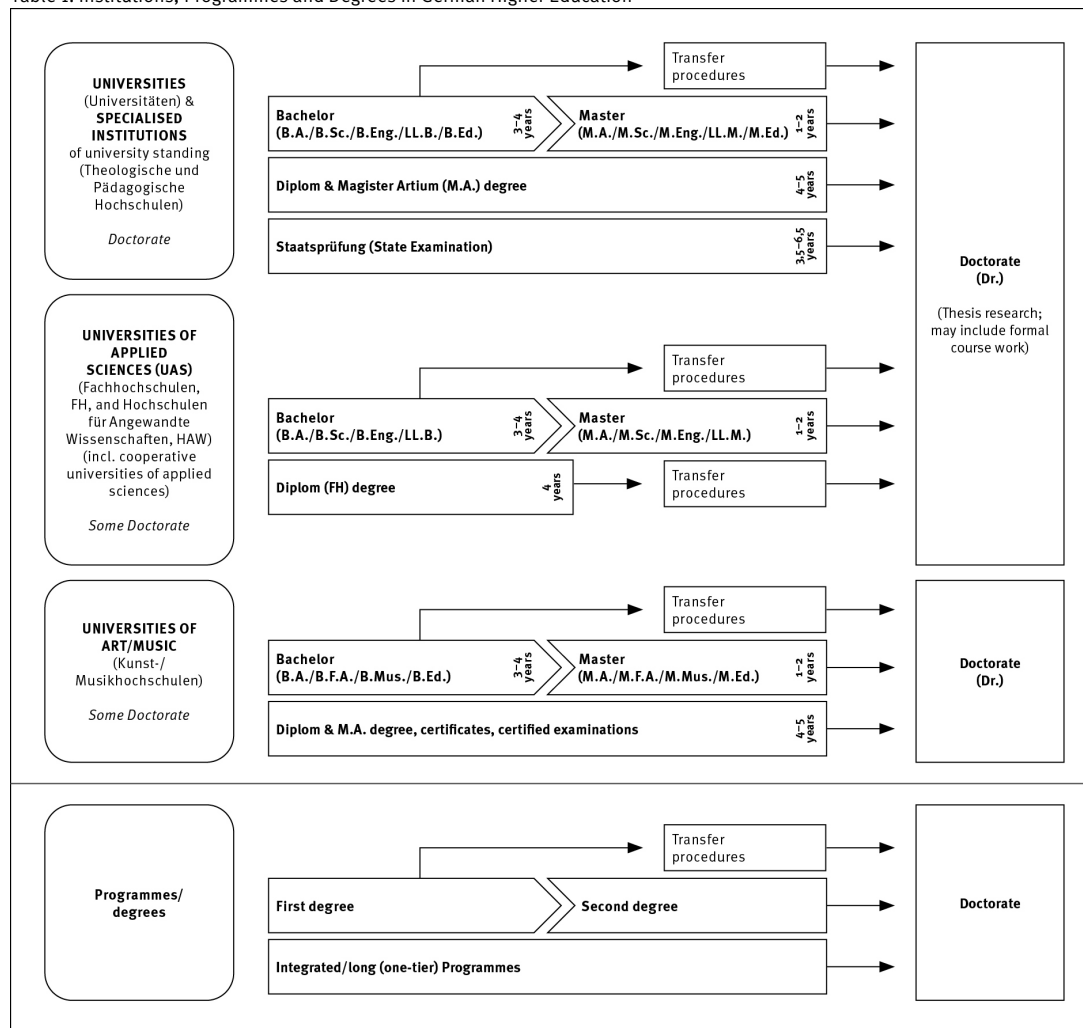 Table 1: Institutions, Programmes and Degrees in German Higher Education
UNIVERSITIES
(Universitäten) &
SPECIALISED
INSTITUTIONS
of university standing
(Theologische und
Pädagogische
Hochschulen)
Doctorate
Transfer
procedures
Bachelor
(B.A./B.Sc./B.Eng./LL.B./B.Ed.)
3–4
years
Master
(M.A./M.Sc./M.Eng./LL.M./M.Ed.)
1–2
years
Diplom & Magister Artium (M.A.) degree
4–5
years
Staatsprüfung (State Examination)
3,5–6,5
years
Doctorate
(Dr.)
(Thesis research;
may include formal
course work)
UNIVERSITIES OF
APPLIED
SCIENCES (UAS)
(Fachhochschulen,
FH, and Hochschulen
für Angewandte
Wissenschaften, HAW)
(incl. cooperative
universities of applied
sciences)
Some Doctorate
Transfer
procedures
Bachelor
(B.A./B.Sc./B.Eng./LL.B.)
3–4
years
Master
(M.A./M.Sc./M.Eng./LL.M.)
1–2
years
Diplom (FH) degree
4
years
Transfer
procedures
UNIVERSITIES OF
ART/MUSIC
(Kunst-/
Musikhochschulen)
Some Doctorate
Transfer
procedures
Bachelor
(B.A./B.F.A./B.Mus./B.Ed.)
3–4
years
Master
(M.A./M.F.A./M.Mus./M.Ed.)
1–2
years
Diplom & M.A. degree, certificates, certified examinations
4–5
years
Doctorate
(Dr.)
Programmes/
degrees
Transfer
procedures
First degree
Second degree
Integrated/long (one-tier) Programmes
Doctorate